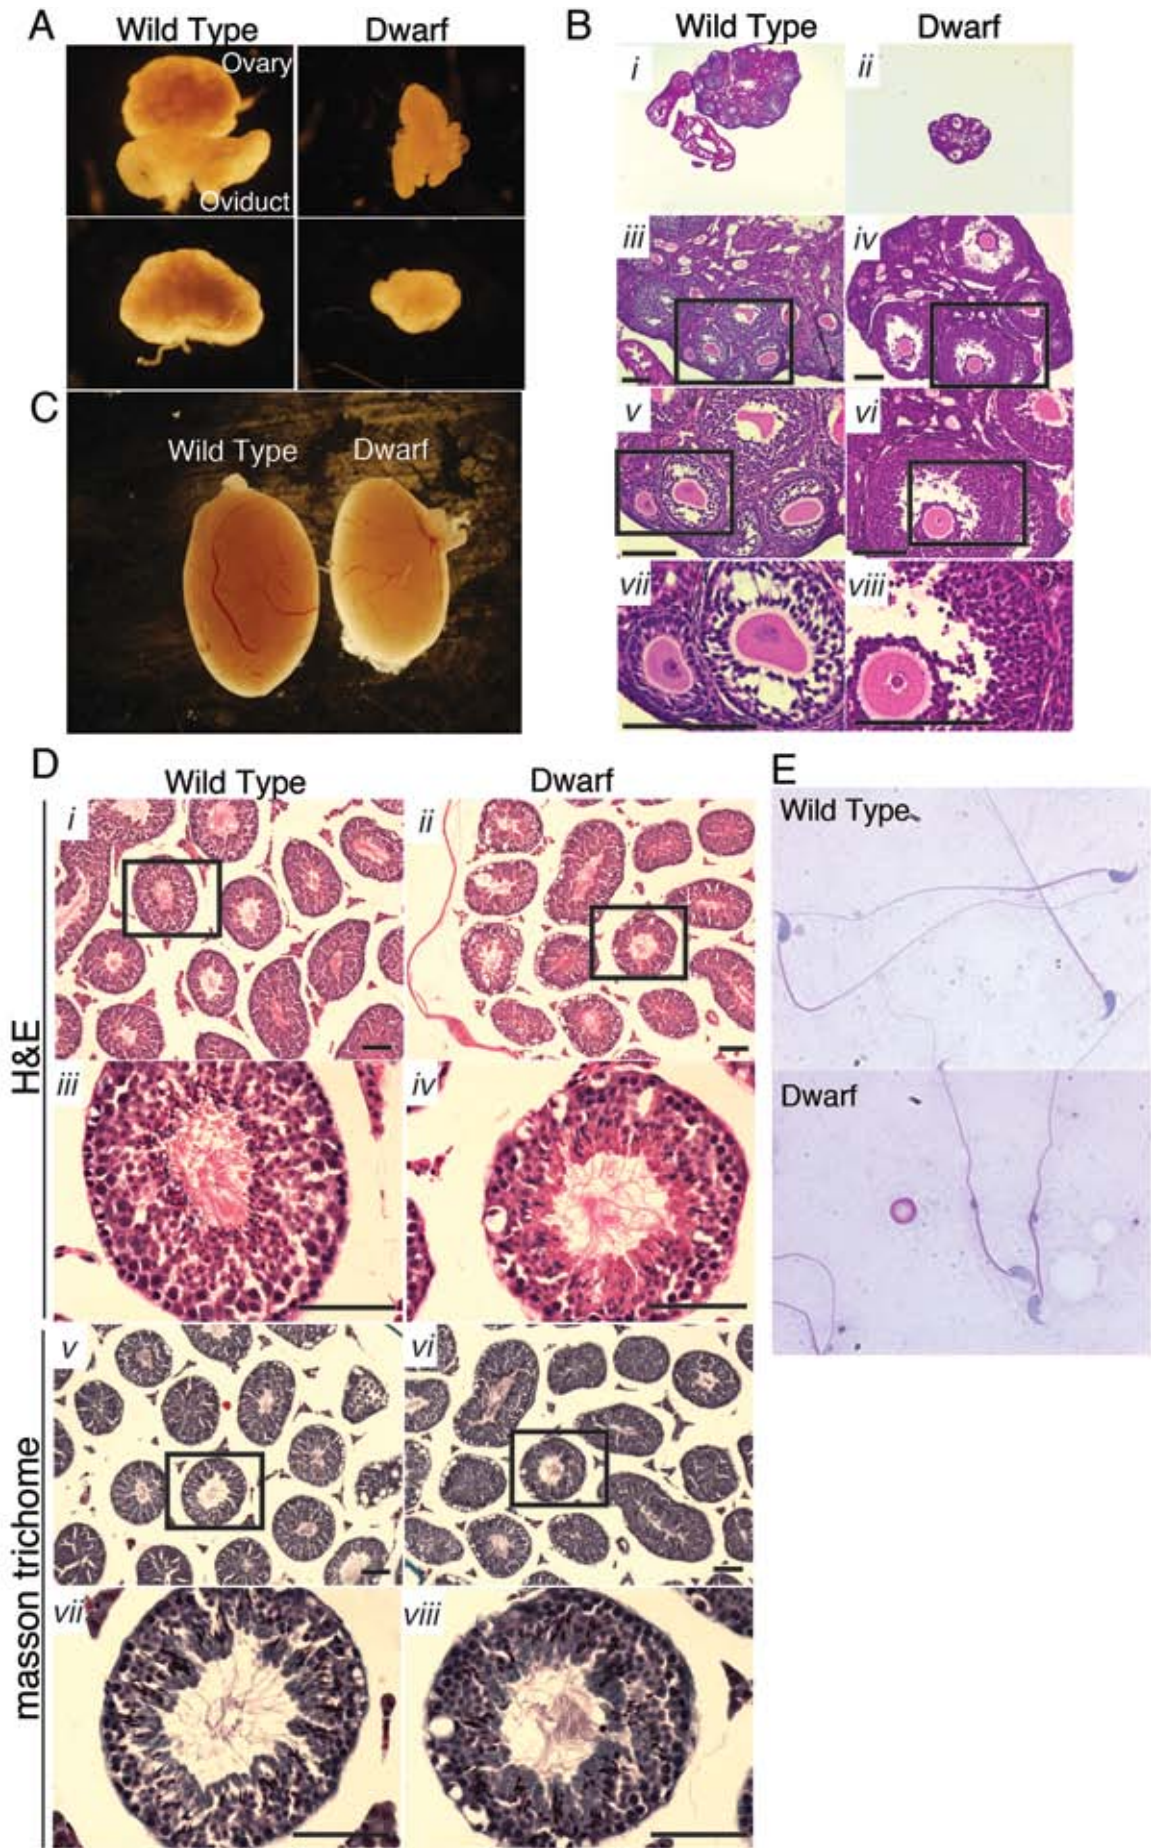 A
Wild Type
Dwarf
Ovary
Oviduct
B
Wild Type
Dwarf
i
ii
iii
iv
v
vi
vii
viii
C
Wild Type
Dwarf
D
Wild Type
Dwarf
H&E
i
ii
iii
iv
masson trichome
v
vi
vii
viii
E
Wild Type
Dwarf